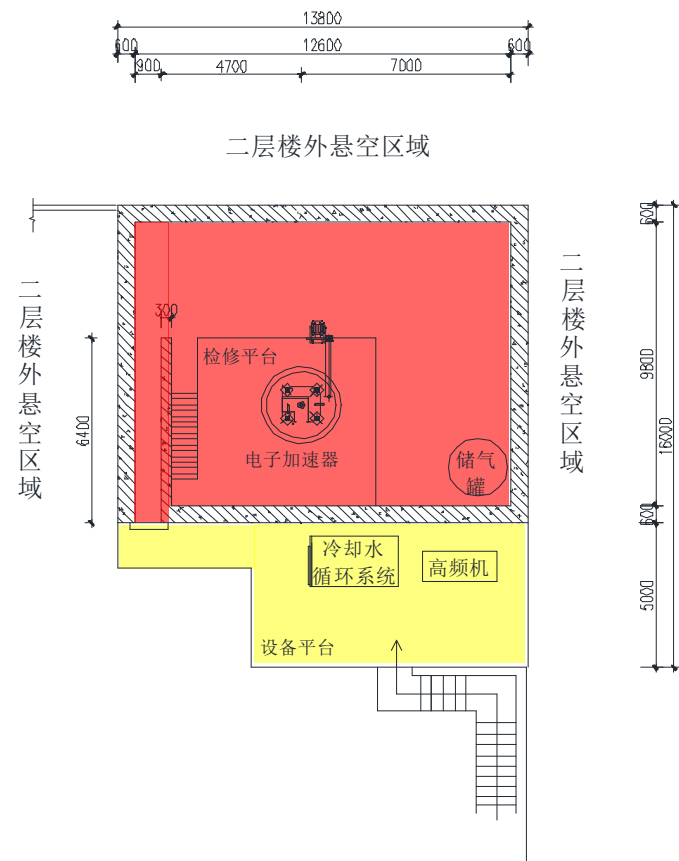 13800
600
12600
600
900
4700
7000
二层楼外悬空区域
600
二层楼外悬空区域
二层楼外悬空区域
300
检修平台
9800
6400
16000
电子加速器
储气
罐
600
冷却水
循环系统
高频机
5000
设备平台